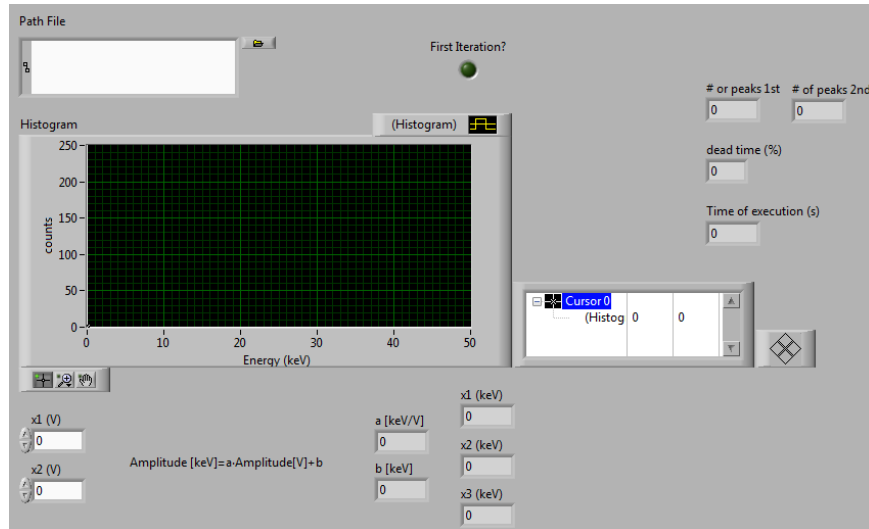 Path File
First Iteration?
# or peaks 1st
# of peaks 2nd
0
0
Histogram
(Histogram)
dead time (%)
0
250
200
150
100
50
0
counts
0
10
20
30
40
50
Energy (keV)
Time of execution (s)
0
Cursor 0
(Histog 0 0
x1 (V)
0
x2 (V)
0
Amplitude [keV]=a·Amplitude[V]+b
a [keV/V]
0
b [keV]
0
x1 (keV)
0
x2 (keV)
0
x3 (keV)
0